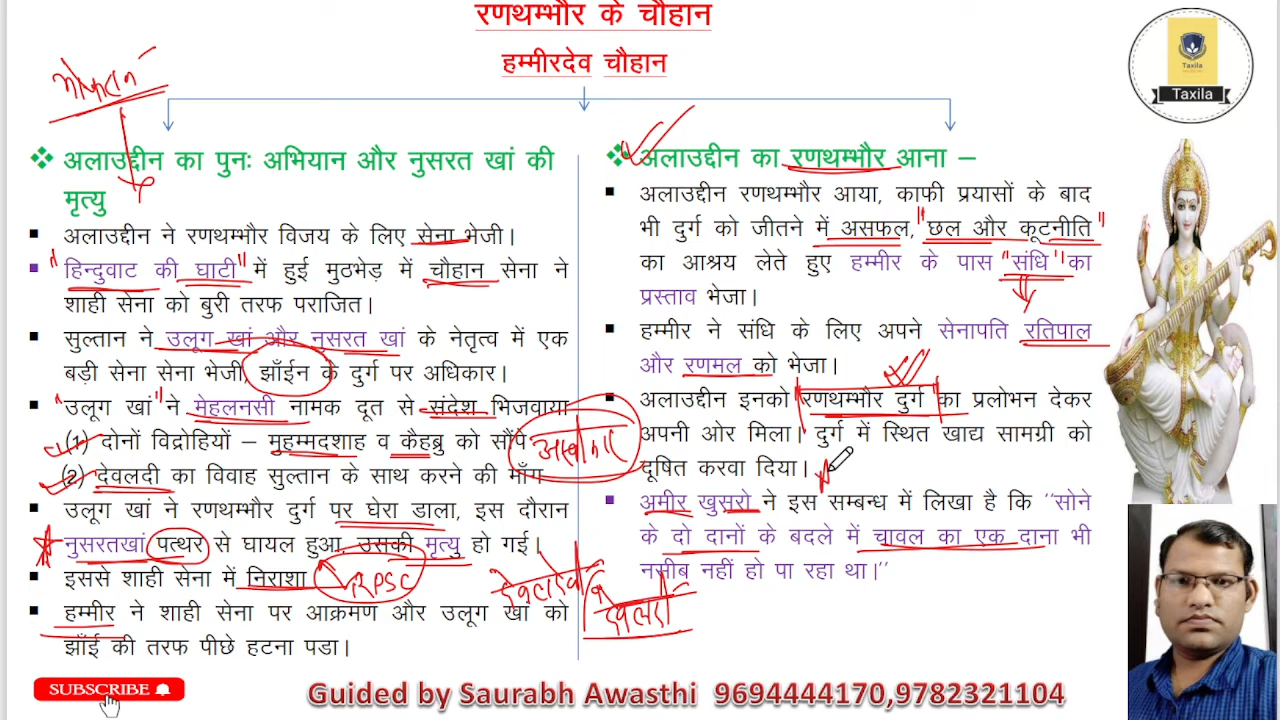 रणथम्भौर के चौहान
हम्मीरदेव चौहान
Taxila
Taxila
❖ अलाउद्दीन का पुनः अभियान और नुसरत खां की
मृत्यु
▪ अलाउद्दीन ने रणथम्भौर विजय के लिए सेना भेजी।
▪ "हिन्दुवाट की घाटी" में हुई मुठभेड़ में चौहान सेना ने
शाही सेना को बुरी तरफ पराजित।
▪ सुल्तान ने उलूग खां और नुसरत खां के नेतृत्व में एक
बड़ी सेना सेना भेजी, झाँईन के दुर्ग पर अधिकार।
▪ "उलूग खां" ने मेहलनसी नामक दूत से संदेश भिजवाया
(1) दोनों विद्रोहियों – मुहम्मदशाह व कैहब्रु को सौंपे
(2) देवलदी का विवाह सुल्तान के साथ करने की माँग
▪ उलूग खां ने रणथम्भौर दुर्ग पर घेरा डाला, इस दौरान
नुसरतखां पत्थर से घायल हुआ, उसकी मृत्यु हो गई।
▪ इससे शाही सेना में निराशा
RPSC
▪ हम्मीर ने शाही सेना पर आक्रमण और उलूग खां को
झाँई की तरफ पीछे हटना पडा।
❖ अलाउद्दीन का रणथम्भौर आना –
▪ अलाउद्दीन रणथम्भौर आया, काफी प्रयासों के बाद
भी दुर्ग को जीतने में असफल, "छल और कूटनीति"
का आश्रय लेते हुए हम्मीर के पास "संधि" का
प्रस्ताव भेजा।
▪ हम्मीर ने संधि के लिए अपने सेनापति रतिपाल
और रणमल को भेजा।
▪ अलाउद्दीन इनको "रणथम्भौर दुर्ग" का प्रलोभन देकर
अपनी ओर मिला। दुर्ग में स्थित खाद्य सामग्री को
दूषित करवा दिया।
▪ अमीर खुसरो ने इस सम्बन्ध में लिखा है कि "सोने
के दो दानों के बदले में चावल का एक दाना भी
नसीब नहीं हो पा रहा था।"
SUBSCRIBE
Guided by Saurabh Awasthi 9694444170,9782321104